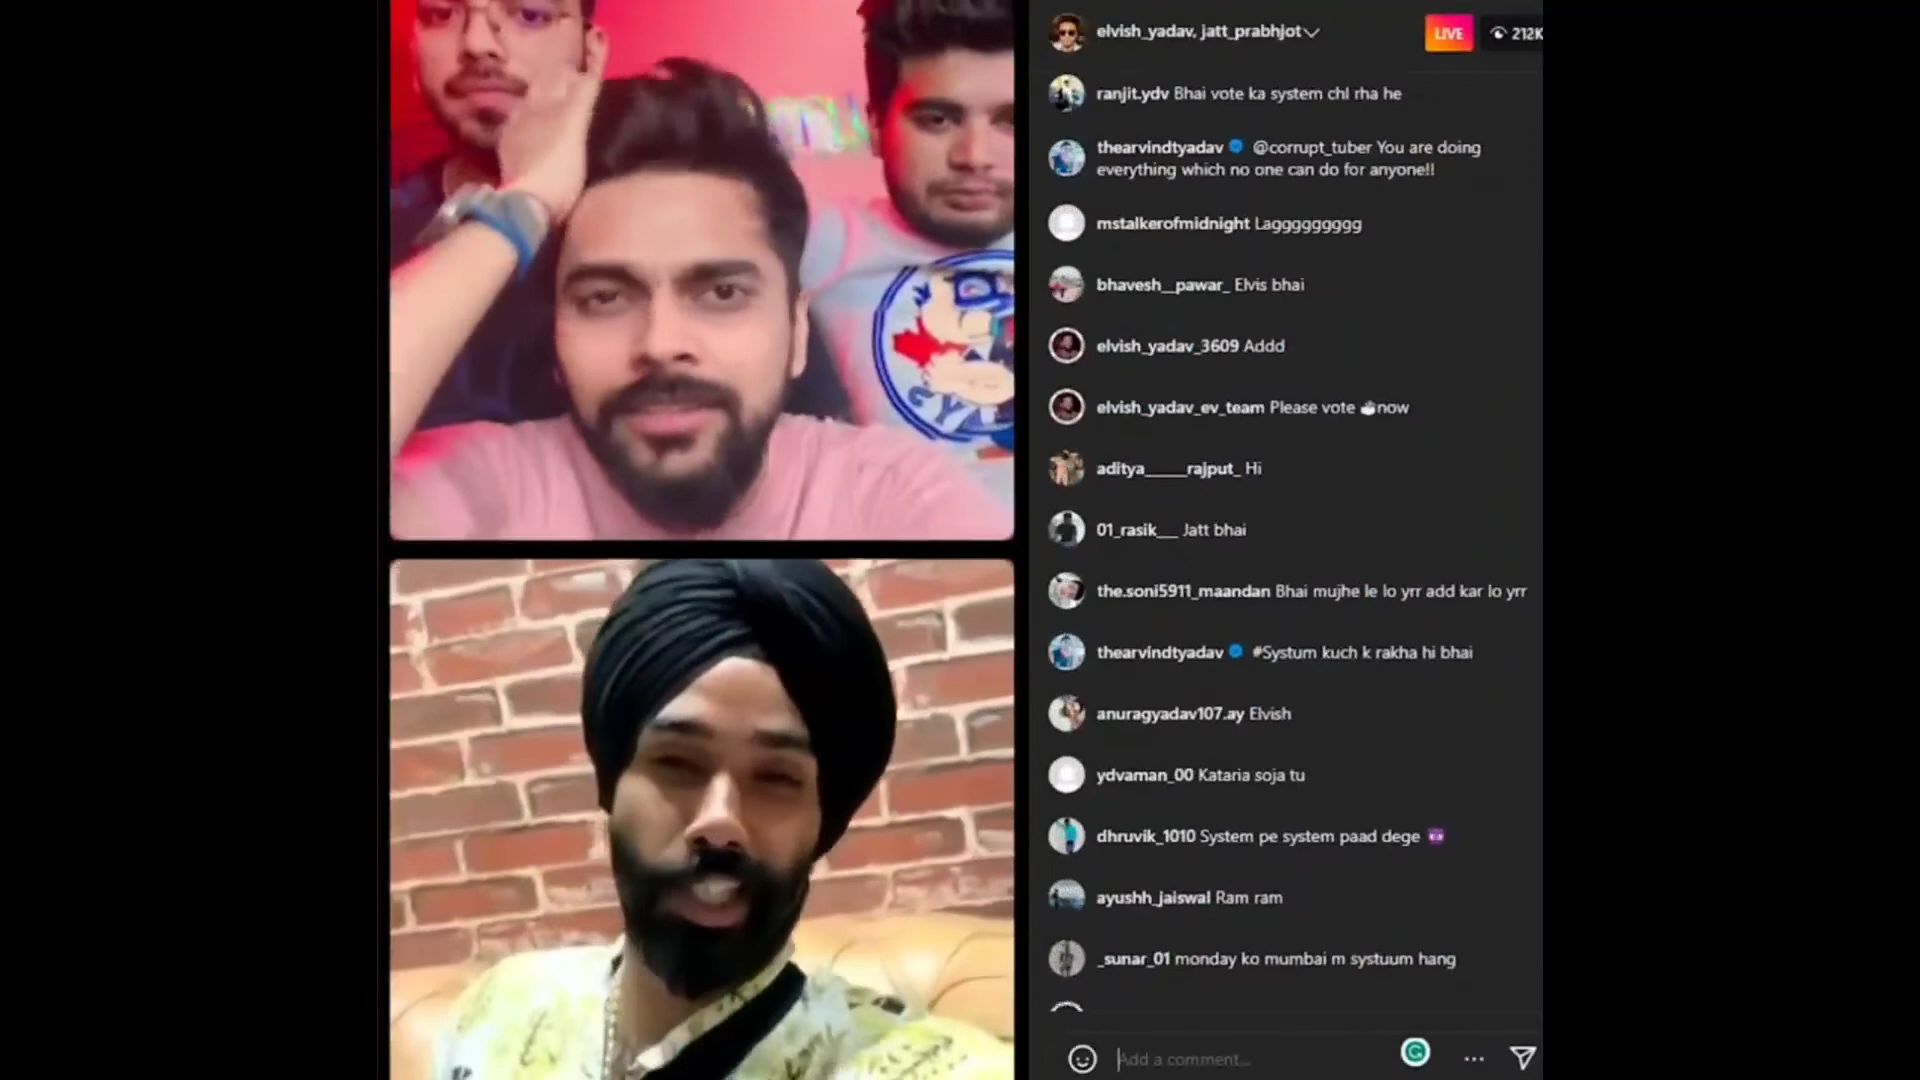 elvish_yadav, jatt_prabhjot
LIVE
212K
ranjit.ydv Bhai vote ka system chl rha he
thearvindtyadav @corrupt_tuber You are doing
everything which no one can do for anyone!!
mstalkerofmidnight Laggggggggg
bhavesh__pawar_ Elvis bhai
elvish_yadav_3609 Addd
elvish_yadav_ev_team Please vote now
aditya_____rajput_ Hi
01_rasik___ Jatt bhai
the.soni5911_maandan Bhai mujhe le lo yrr add kar lo yrr
thearvindtyadav #Systum kuch k rakha hi bhai
anuragyadav107.ay Elvish
ydvaman_00 Kataria soja tu
dhruvik_1010 System pe system paad dege
ayushh_jaiswal Ram ram
_sunar_01 monday ko mumbai m systuum hang
Add a comment...